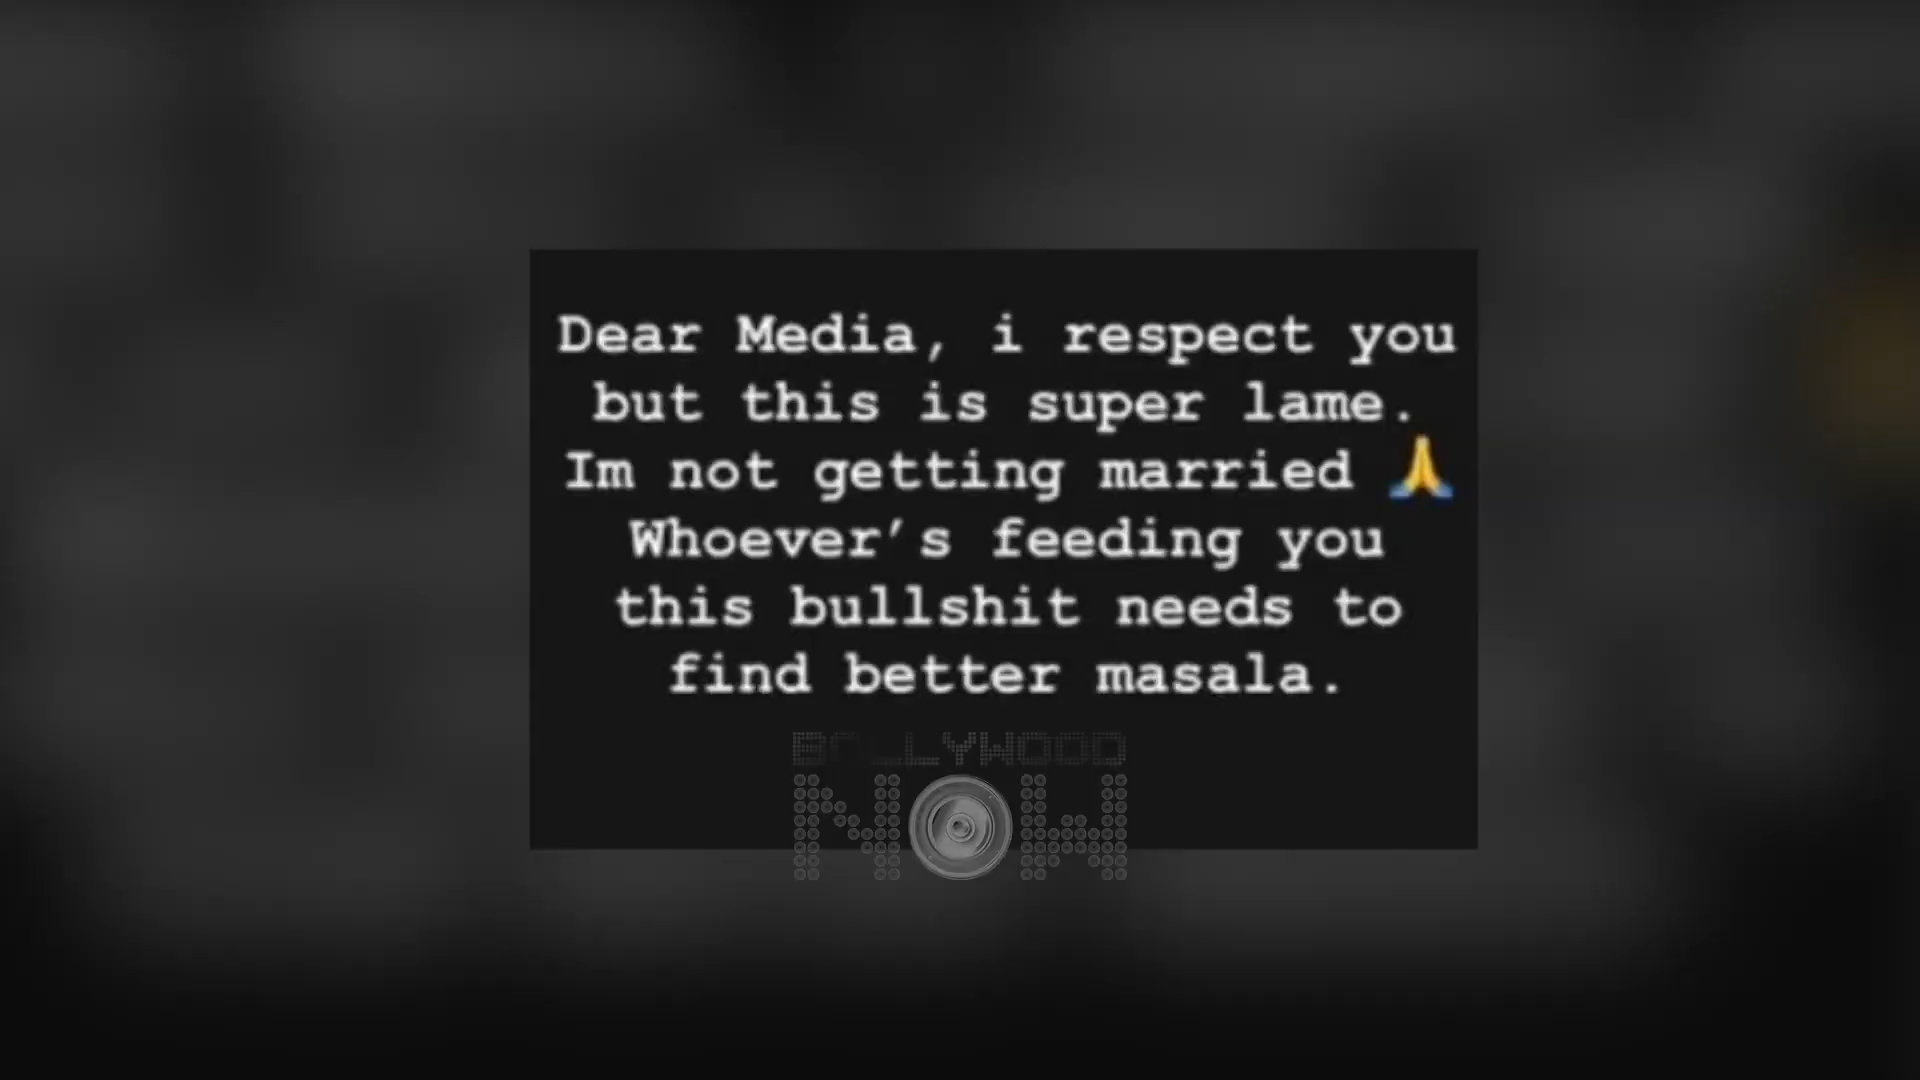 Dear Media, i respect you
but this is super lame.
Im not getting married 🙏
Whoever’s feeding you
this bullshit needs to
find better masala.
BOLLYWOOD
NOW